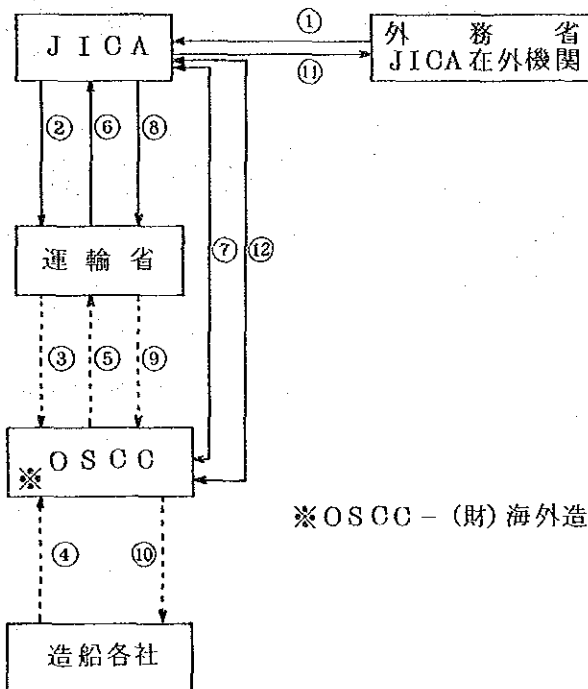 ①
外務省
JICA
JICA在外機関
⑪
② ⑥ ⑧
運輸省
⑦ ⑫
③ ⑤ ⑨
※OSCC
※OSCC-(財)海外造
④ ⑩
造船各社